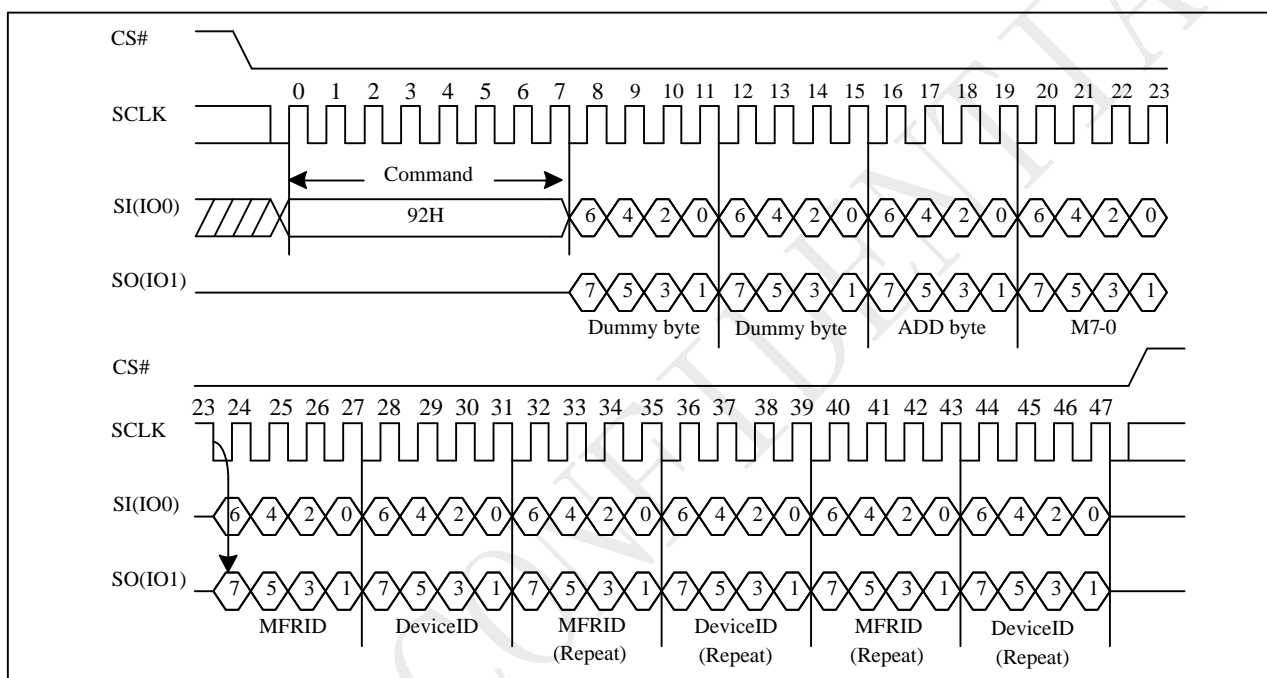 CS#
0 1 2 3 4 5 6 7 8 9 10 11 12 13 14 15 16 17 18 19 20 21 22 23
SCLK
Command
SI(IO0)
92H
6 4 2 0 6 4 2 0 6 4 2 0 6 4 2 0
SO(IO1)
7 5 3 1 7 5 3 1 7 5 3 1 7 5 3 1
Dummy byte Dummy byte ADD byte M7-0
CS#
23 24 25 26 27 28 29 30 31 32 33 34 35 36 37 38 39 40 41 42 43 44 45 46 47
SCLK
SI(IO0)
6 4 2 0 6 4 2 0 6 4 2 0 6 4 2 0 6 4 2 0 6 4 2 0
SO(IO1)
7 5 3 1 7 5 3 1 7 5 3 1 7 5 3 1 7 5 3 1 7 5 3 1
MFRID DeviceID MFRID DeviceID MFRID DeviceID
(Repeat) (Repeat) (Repeat) (Repeat)
CONFIDENTIA